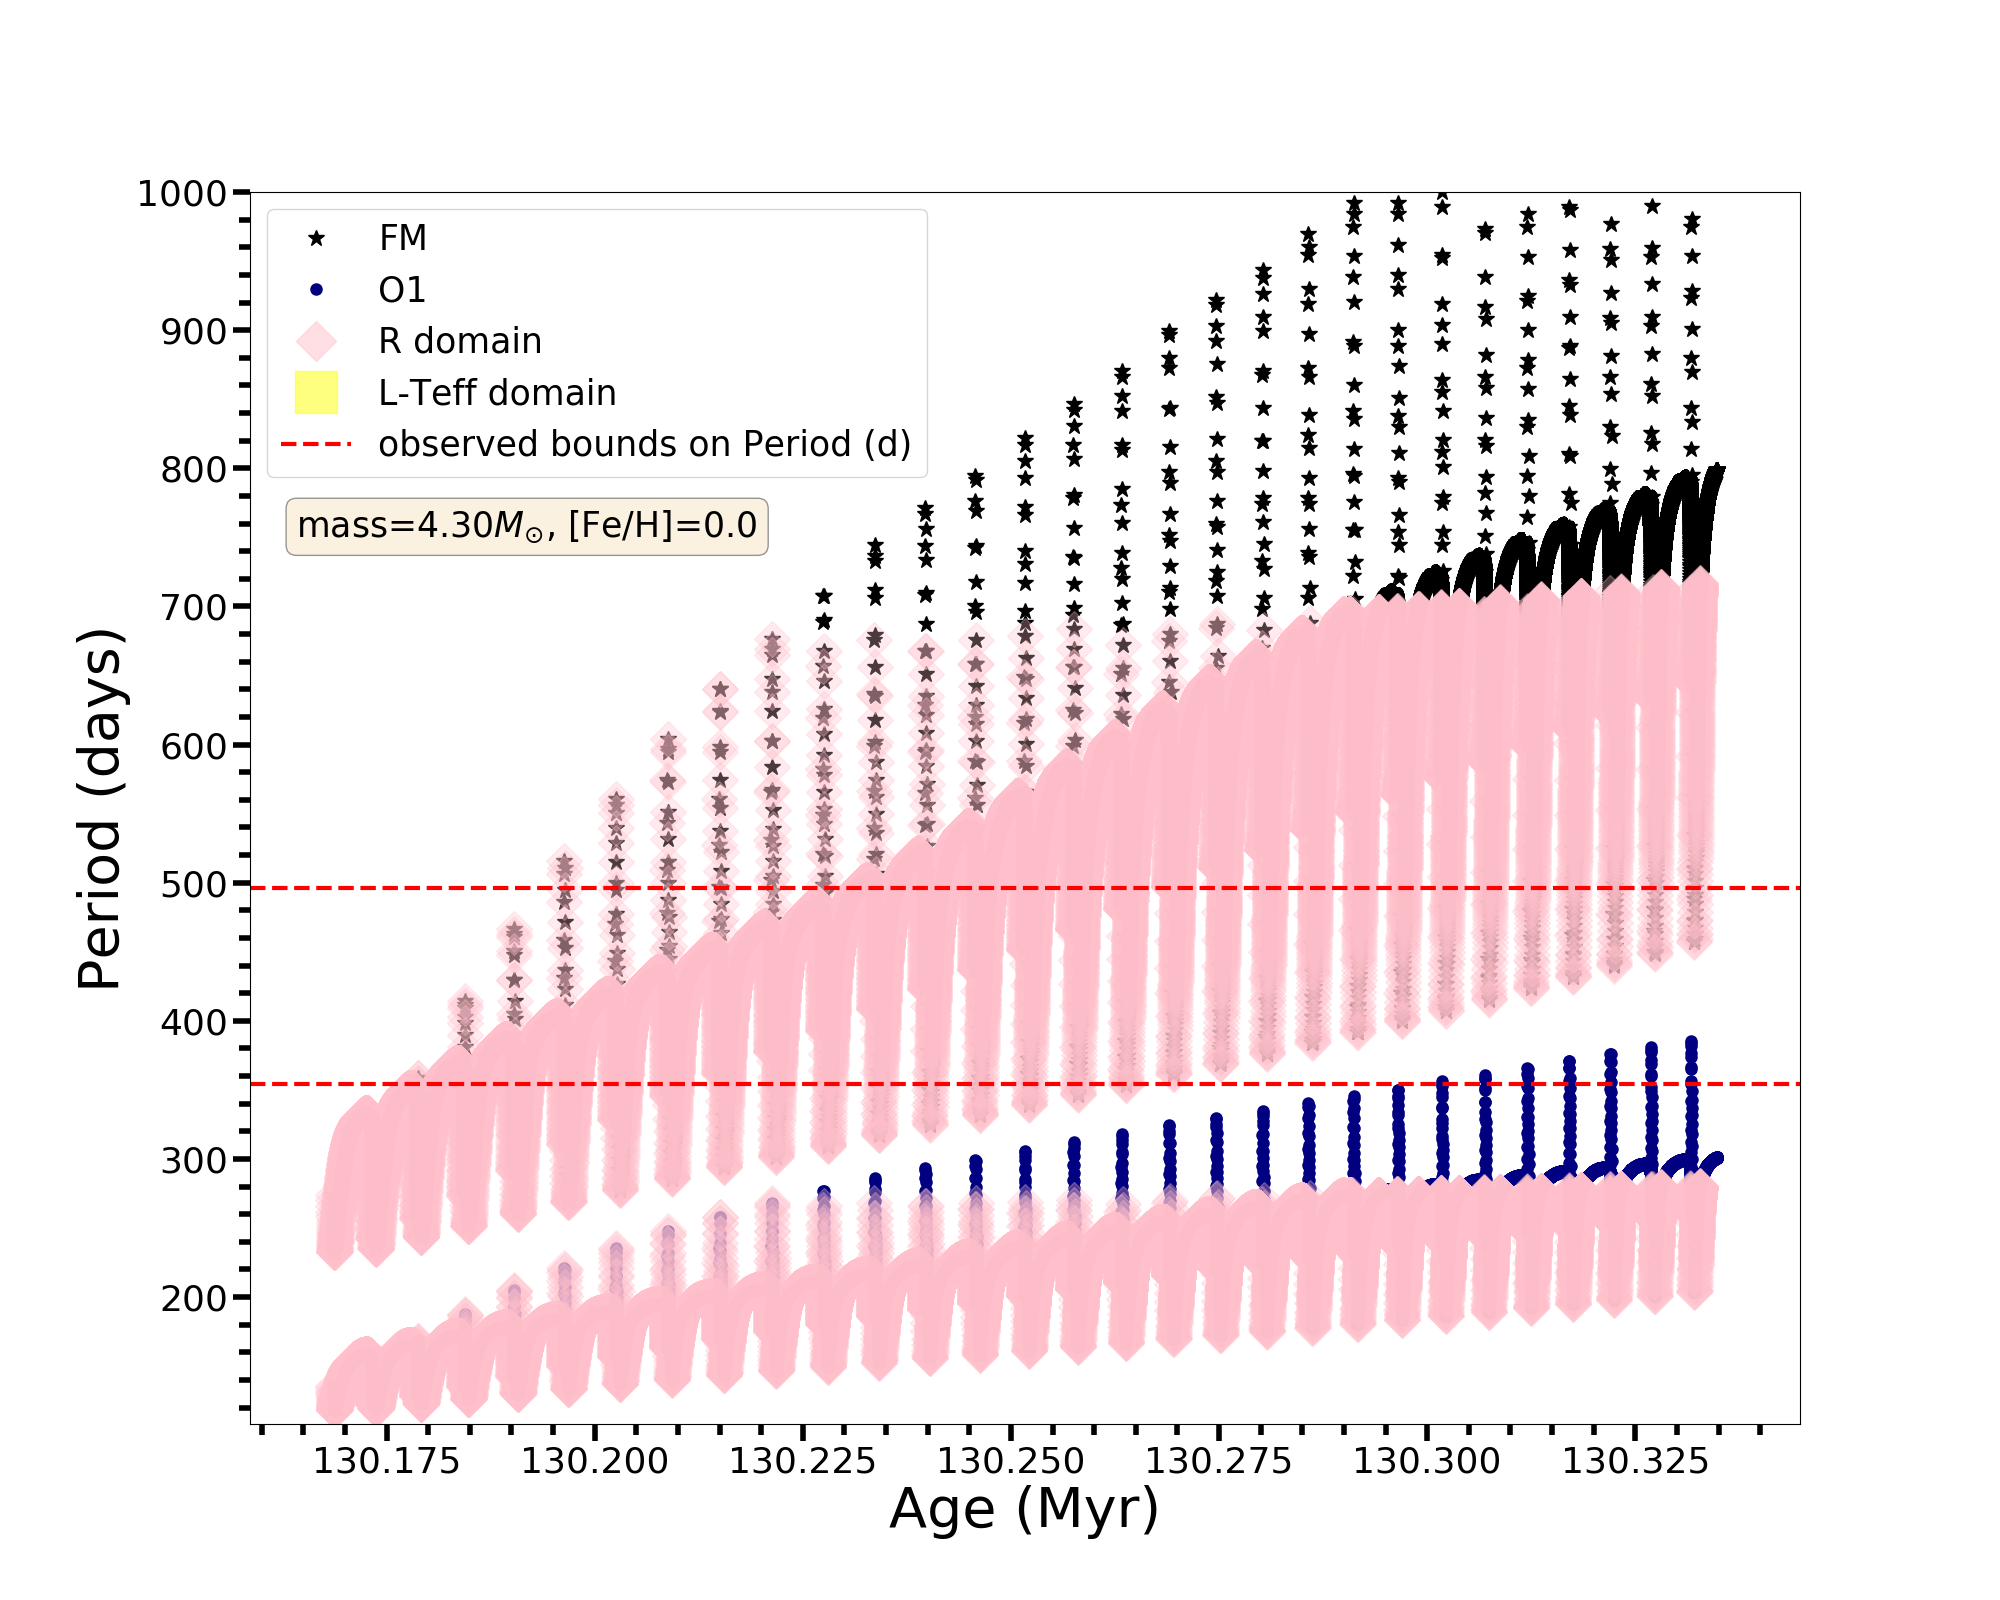 1000
900
800
700
600
500
400
300
200
Period (days)
FM
O1
R domain
L-Teff domain
observed bounds on Period (d)
mass=4.30M⊙, [Fe/H]=0.0
130.175 130.200 130.225 130.250 130.275 130.300 130.325
Age (Myr)